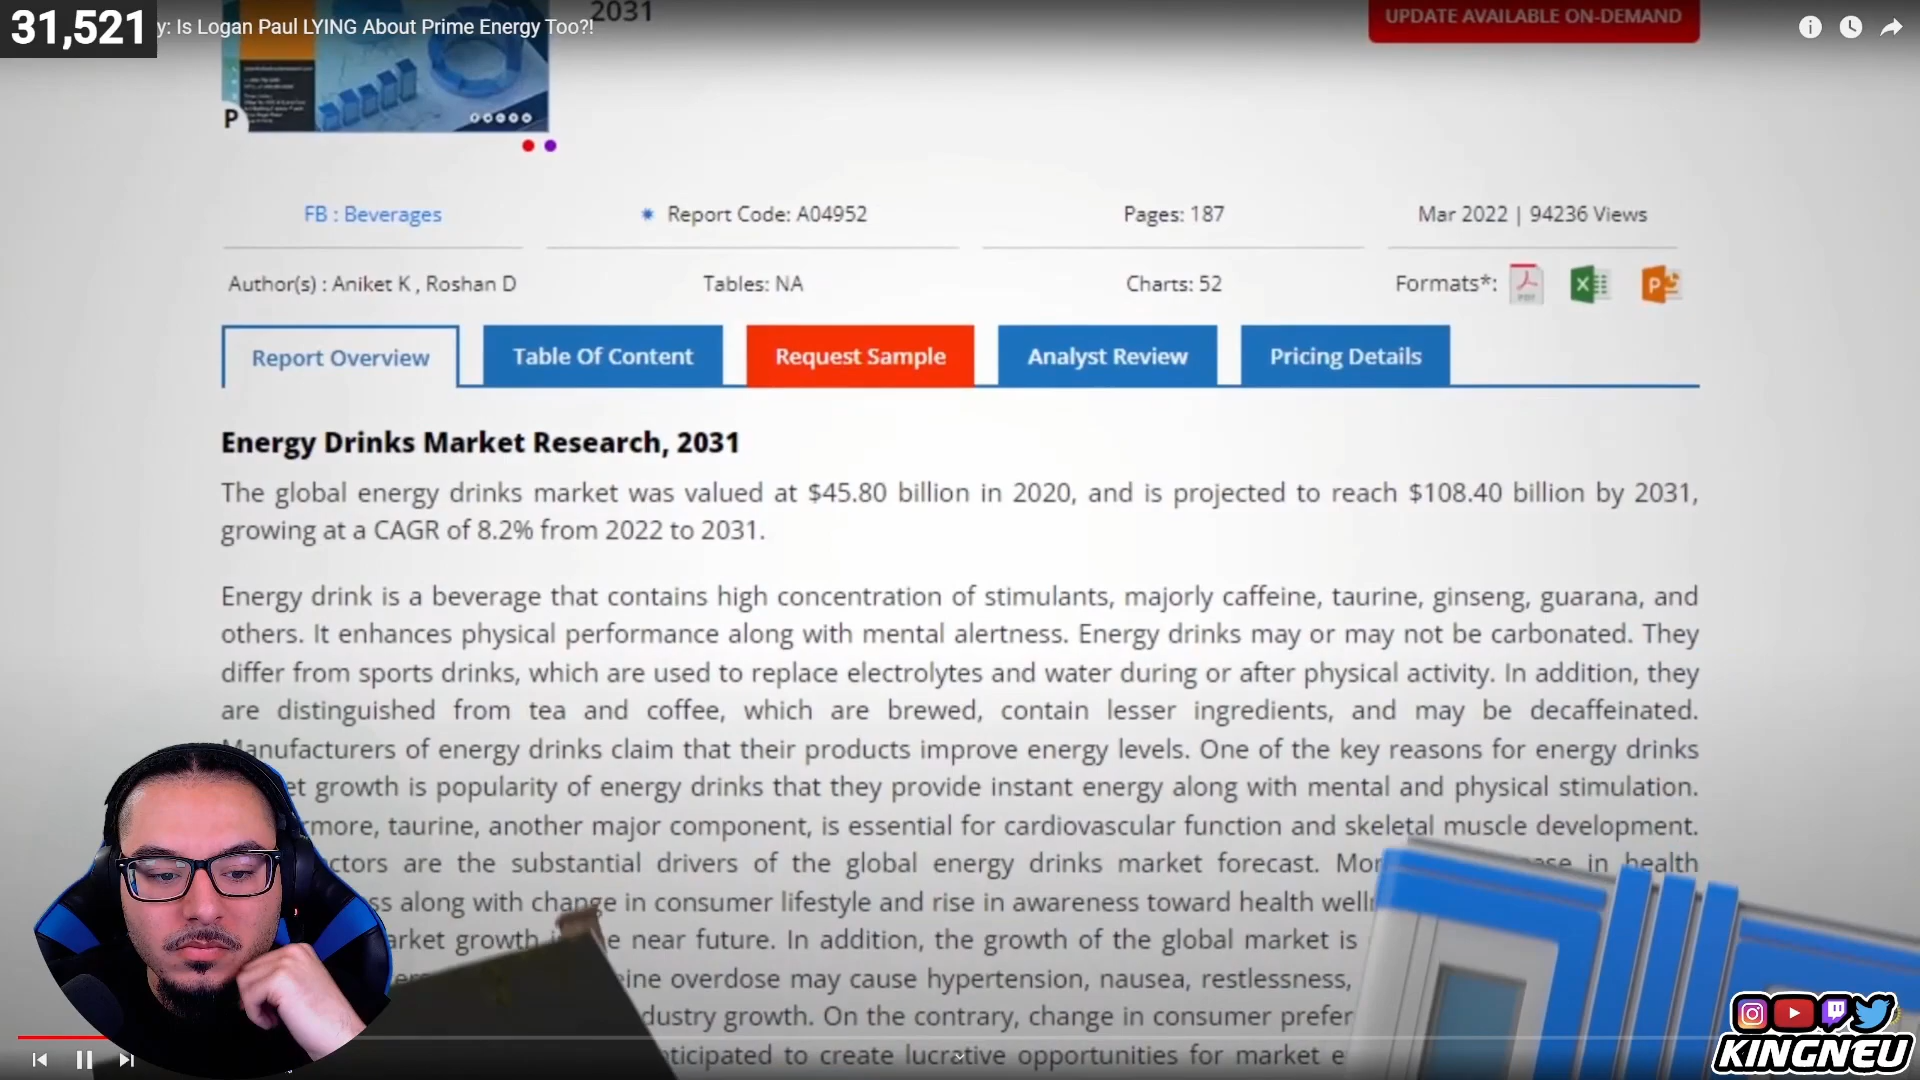 31,521
y: Is Logan Paul LYING About Prime Energy Too?!
2031
UPDATE AVAILABLE ON-DEMAND
P
FB : Beverages
Report Code: A04952
Pages: 187
Mar 2022 | 94236 Views
Author(s) : Aniket K , Roshan D
Tables: NA
Charts: 52
Formats*:
PDF
Report Overview
Table Of Content
Request Sample
Analyst Review
Pricing Details
Energy Drinks Market Research, 2031
The global energy drinks market was valued at $45.80 billion in 2020, and is projected to reach $108.40 billion by 2031,
growing at a CAGR of 8.2% from 2022 to 2031.
Energy drink is a beverage that contains high concentration of stimulants, majorly caffeine, taurine, ginseng, guarana, and
others. It enhances physical performance along with mental alertness. Energy drinks may or may not be carbonated. They
differ from sports drinks, which are used to replace electrolytes and water during or after physical activity. In addition, they
are distinguished from tea and coffee, which are brewed, contain lesser ingredients, and may be decaffeinated.
Manufacturers of energy drinks claim that their products improve energy levels. One of the key reasons for energy drinks
growth is popularity of energy drinks that they provide instant energy along with mental and physical stimulation.
rmore, taurine, another major component, is essential for cardiovascular function and skeletal muscle development.
ctors are the substantial drivers of the global energy drinks market forecast. in health
along with change in consumer lifestyle and rise in awareness toward health
arket growth near future. In addition, the growth of the global market is
ine overdose may cause hypertension, nausea, restlessness,
dustry growth. On the contrary, change in consumer prefer
ticipated to create lucrative opportunities for market e
KINGNEU